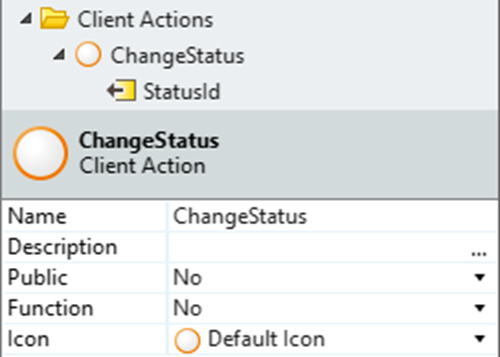 Client Actions
ChangeStatus
StatusId
ChangeStatus
Client Action
Name ChangeStatus
Description ...
Public No
Function No
Icon Default Icon